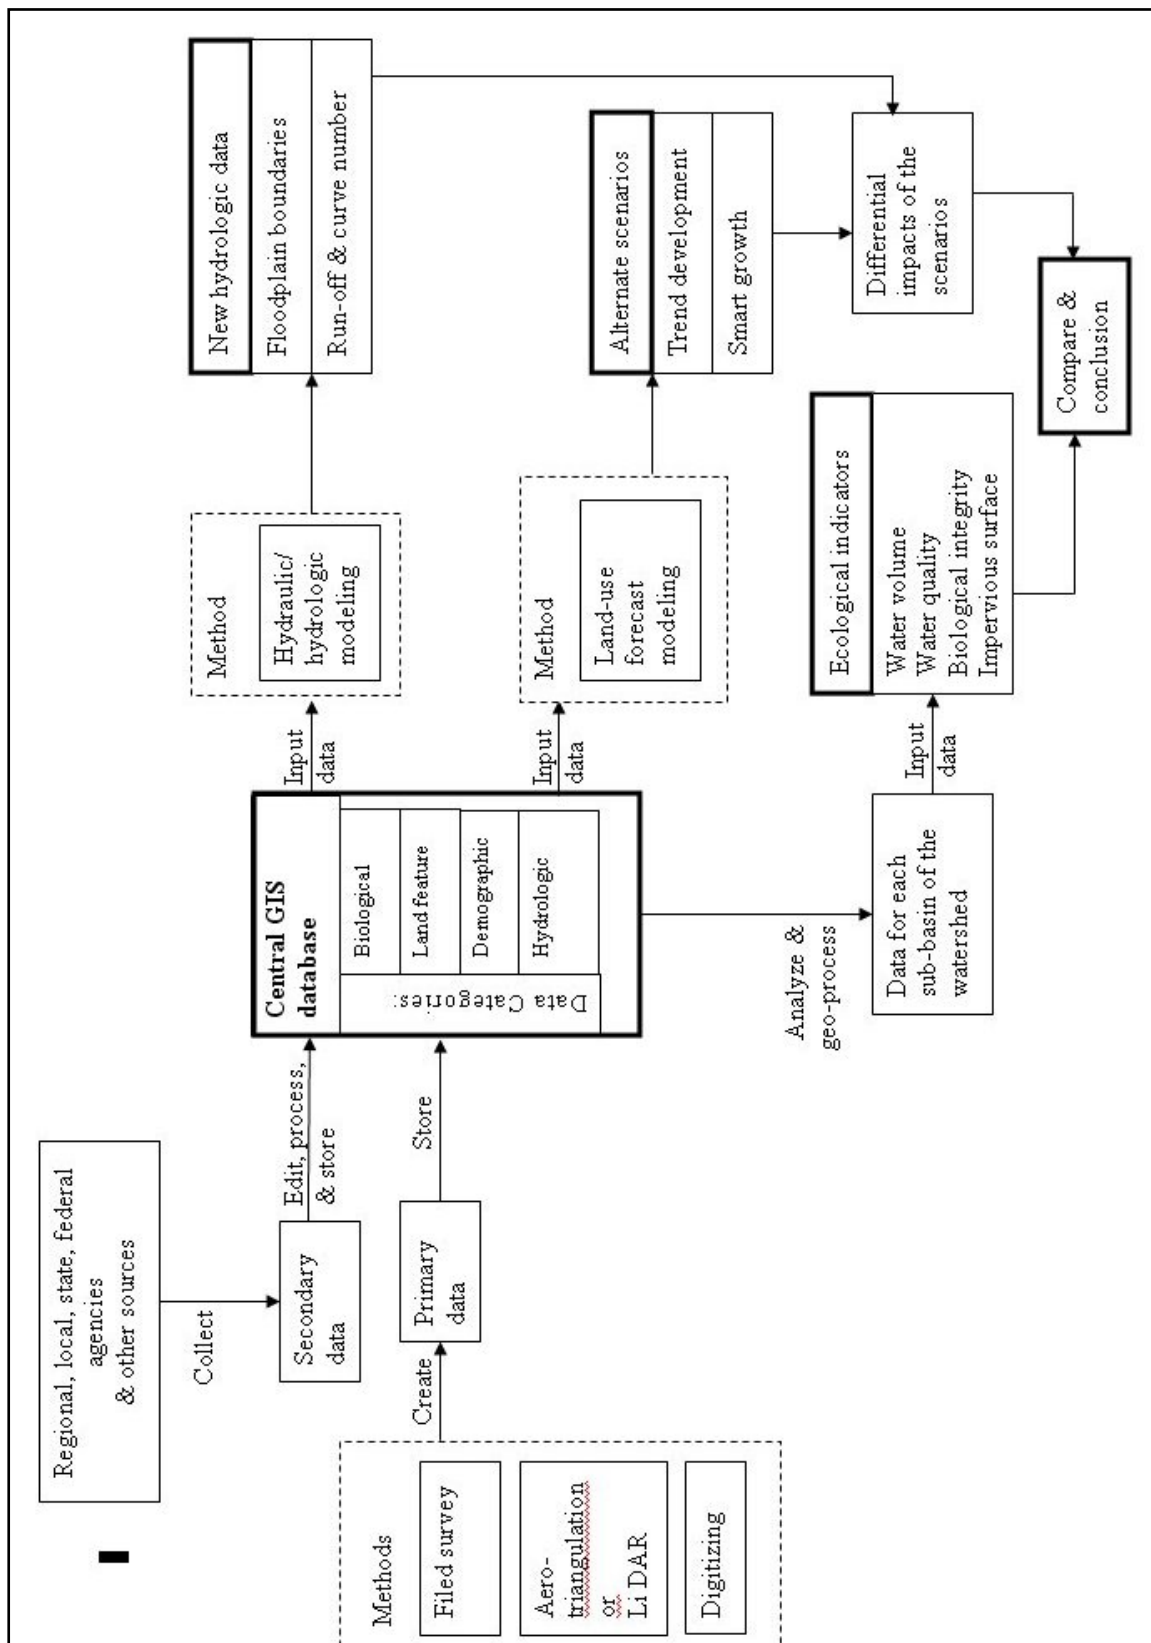 Regional, local, state, federal
agencies
& other sources
Collect
Secondary
data
Edit, process,
& store
Methods
Filed survey
Aero-
triangulation
or
Li DAR
Digitizing
Create
Primary
data
Store
Central GIS
database
Data Categories:
Biological
Land feature
Demographic
Hydrologic
Input
data
Method
Hydraulic/
hydrologic
modeling
New hydrologic data
Floodplain boundaries
Run-off & curve number
Input
data
Method
Land-use
forecast
modeling
Alternate scenarios
Trend development
Smart growth
Differential
impacts of the
scenarios
Analyze &
geo-process
Data for each
sub-basin of the
watershed
Input
data
Ecological indicators
Water volume
Water quality
Biological integrity
Impervious surface
Compare &
conclusion